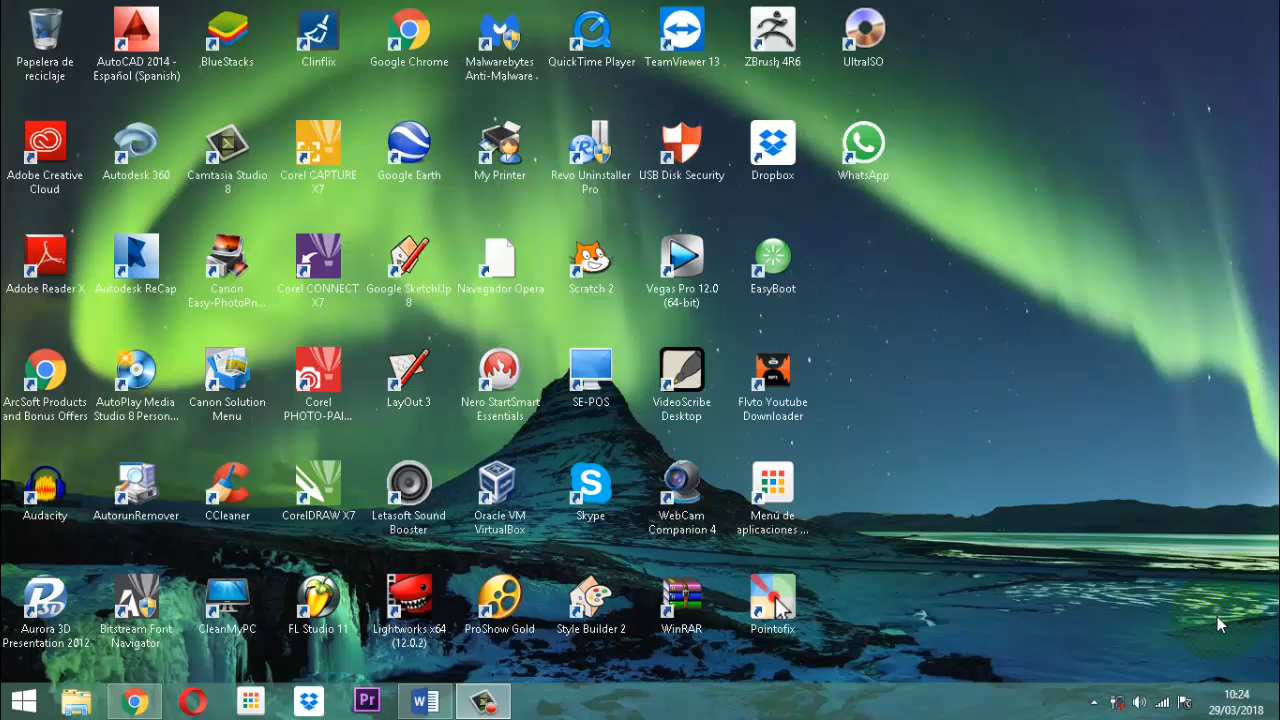 Papelera de
reciclaje
AutoCAD 2014 -
Español (Spanish)
BlueStacks
Clinflix
Google Chrome
Malwarebytes
Anti-Malware
QuickTime Player
TeamViewer 13
ZBrush 4R6
UltraISO
Adobe Creative
Cloud
Autodesk 360
Camtasia Studio
8
Corel CAPTURE
X7
Google Earth
My Printer
Revo Uninstaller
Pro
USB Disk Security
Dropbox
WhatsApp
Adobe Reader X
Autodesk ReCap
Canon
Easy-PhotoPri...
Corel CONNECT
X7
Google SketchUp
8
Navegador Opera
Scratch 2
Vegas Pro 12.0
(64-bit)
EasyBoot
ArcSoft Products
and Bonus Offers
AutoPlay Media
Studio 8 Person...
Canon Solution
Menu
Corel
PHOTO-PAI...
LayOut 3
Nero StartSmart
Essentials
SE-POS
VideoScribe
Desktop
Flvto Youtube
Downloader
Audacity
AutorunRemover
CCleaner
CorelDRAW X7
Letasoft Sound
Booster
Oracle VM
VirtualBox
Skype
WebCam
Companion 4
Menú de
aplicaciones ...
Aurora 3D
Presentation 2012
Bitstream Font
Navigator
CleanMyPC
FL Studio 11
Lightworks x64
(12.0.2)
ProShow Gold
Style Builder 2
WinRAR
Pointofix
Pr
10:24
29/03/2018